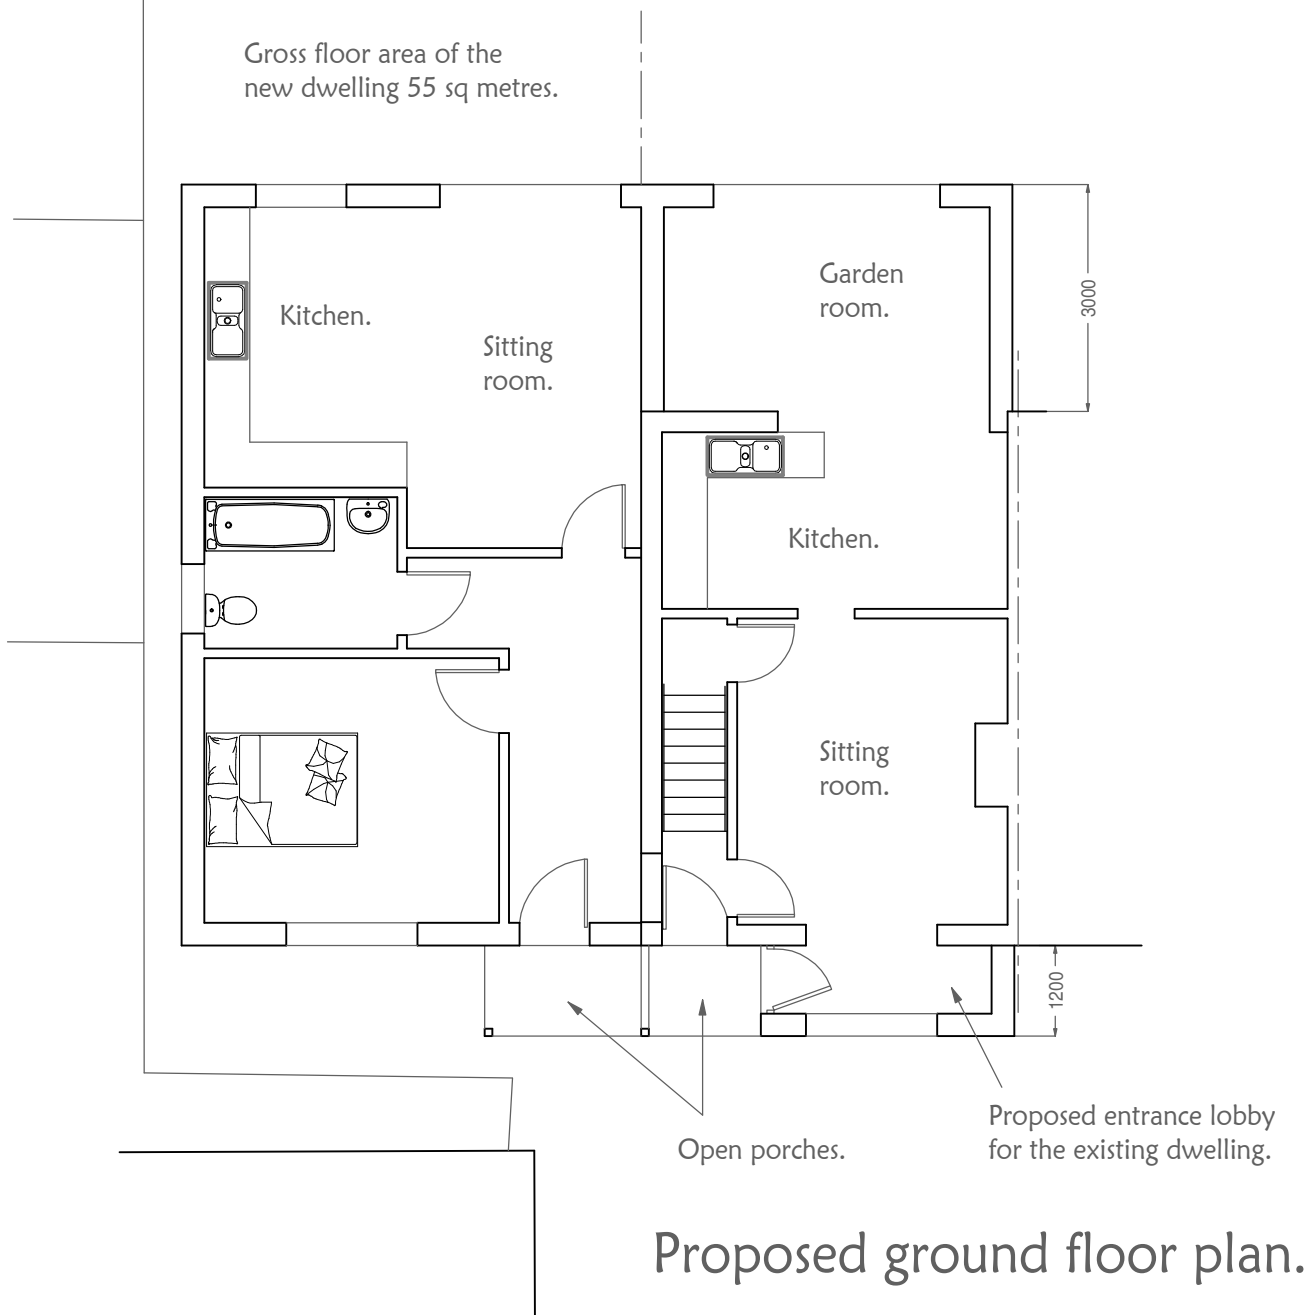 Gross floor area of the
new dwelling 55 sq metres.
Garden
room.
3000
Kitchen.
Sitting
room.
Kitchen.
Sitting
room.
1200
Proposed entrance lobby
for the existing dwelling.
Open porches.
Proposed ground floor plan.